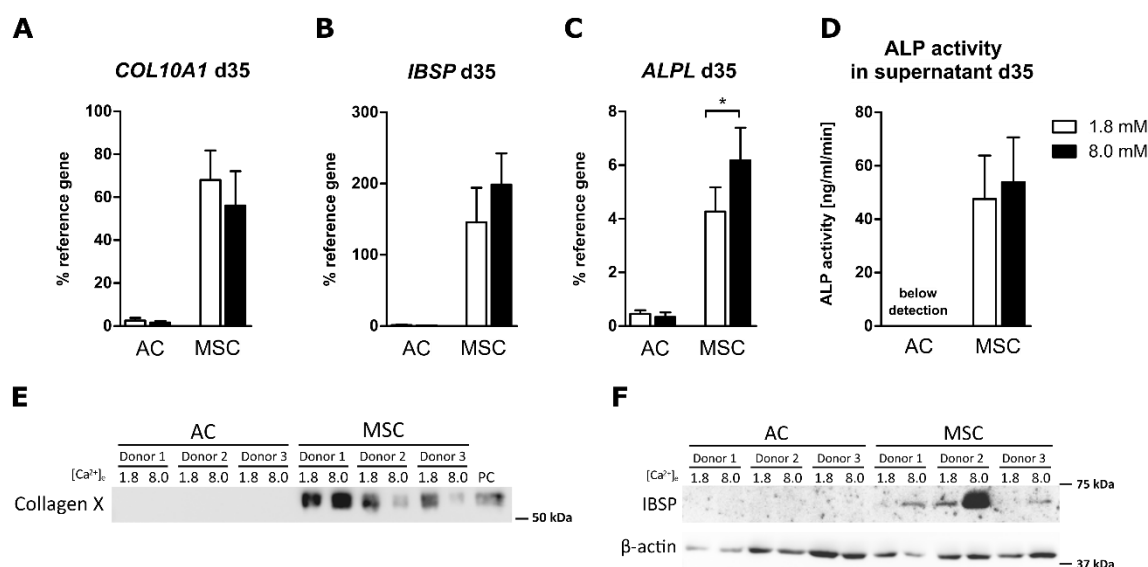 A
COL10A1 d35
% reference gene
100
80
60
40
20
0
AC MSC
B
IBSP d35
% reference gene
300
200
100
0
AC MSC
C
ALPL d35
% reference gene
8
6
4
2
0
*
AC MSC
D
ALP activity
in supernatant d35
ALP activity [ng/ml/min]
80
60
40
20
0
below
detection
AC MSC
1.8 mM
8.0 mM
E
AC MSC
Donor 1 Donor 2 Donor 3 Donor 1 Donor 2 Donor 3
[Ca²⁺]e 1.8 8.0 1.8 8.0 1.8 8.0 1.8 8.0 1.8 8.0 1.8 8.0 PC
Collagen X
50 kDa
F
AC MSC
Donor 1 Donor 2 Donor 3 Donor 1 Donor 2 Donor 3
[Ca²⁺]e 1.8 8.0 1.8 8.0 1.8 8.0 1.8 8.0 1.8 8.0 1.8 8.0
75 kDa
IBSP
β-actin
37 kDa